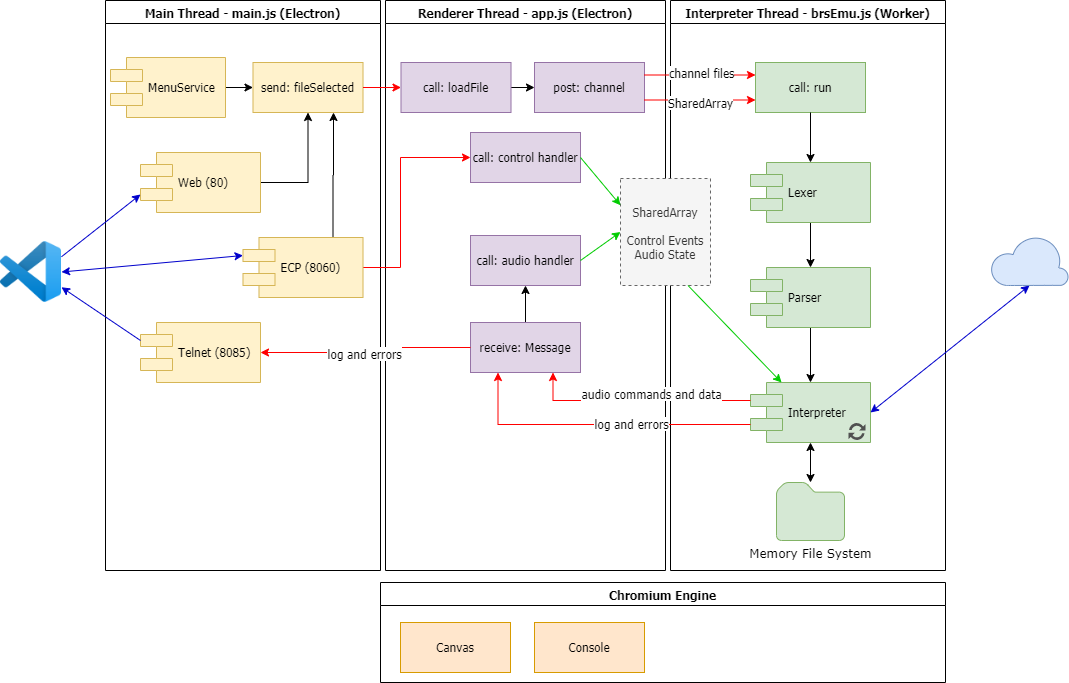 Main Thread - main.js (Electron)
Renderer Thread - app.js (Electron)
Interpreter Thread - brsEmu.js (Worker)
MenuService
send: fileSelected
call: loadFile
post: channel
channel files
SharedArray
call: run
call: control handler
Web (80)
Lexer
SharedArray
Control Events
Audio State
call: audio handler
ECP (8060)
Parser
receive: Message
Telnet (8085)
log and errors
audio commands and data
log and errors
Interpreter
Memory File System
Chromium Engine
Canvas
Console